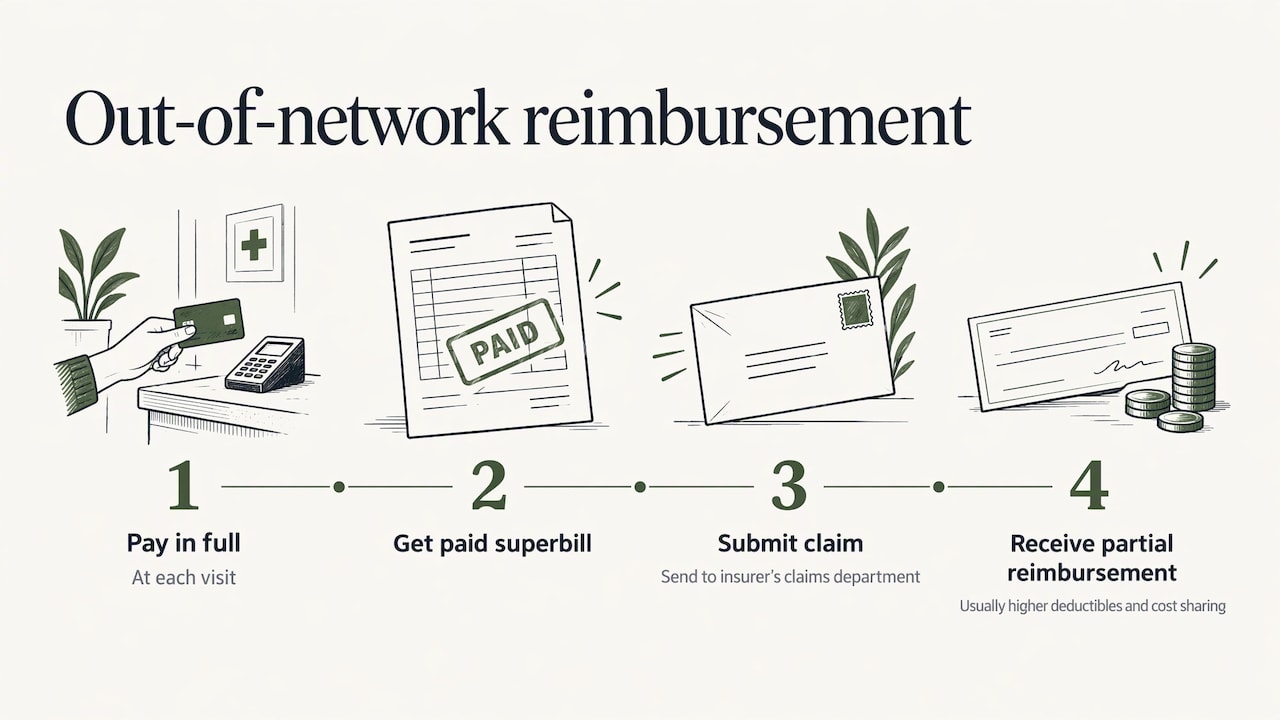 Out-of-network reimbursement
PAID
1
2
3
4
Pay in full
At each visit
Get paid superbill
Submit claim
Send to insurer's claims department
Receive partial
reimbursement
Usually higher deductibles and cost sharing